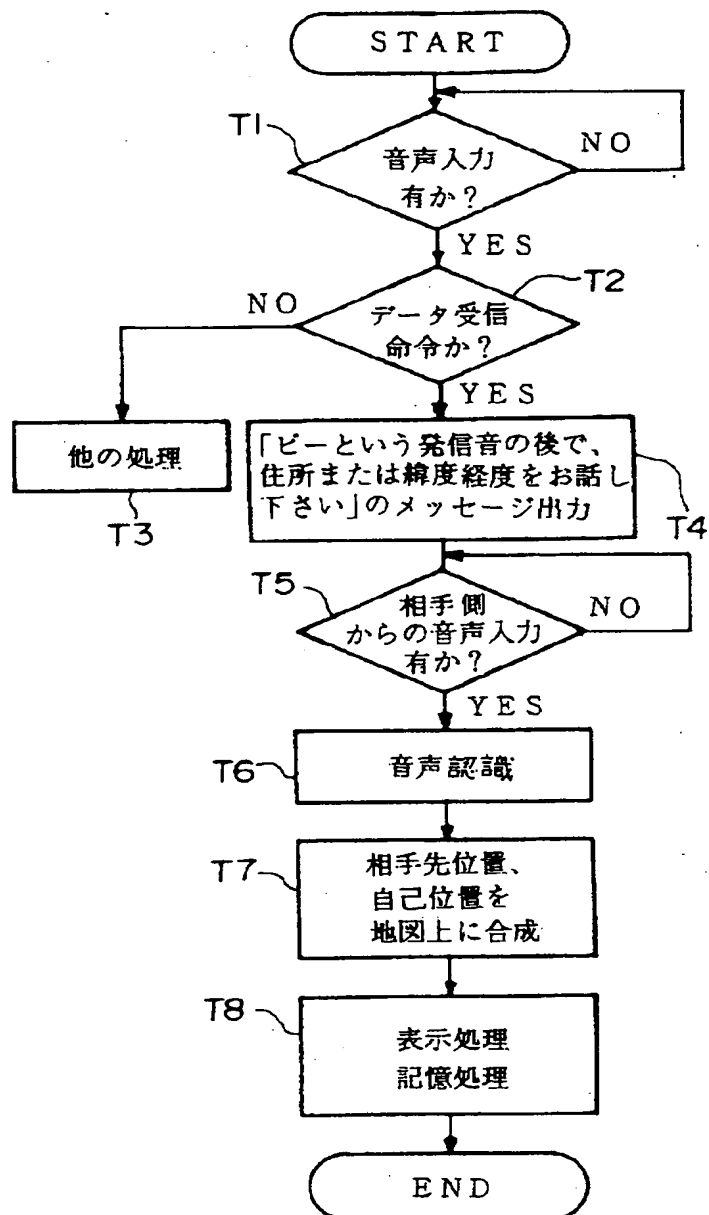 START
T1
音声入力
有か?
NO
YES
T2
データ受信
命令か?
NO
YES
他の処理
T3
「ピーという発信音の後で、
住所または緯度経度をお話し
下さい」のメッセージ出力
T4
T5
相手側
からの音声入力
有か?
NO
YES
T6
音声認識
T7
相手先位置、
自己位置を
地図上に合成
T8
表示処理
記憶処理
END